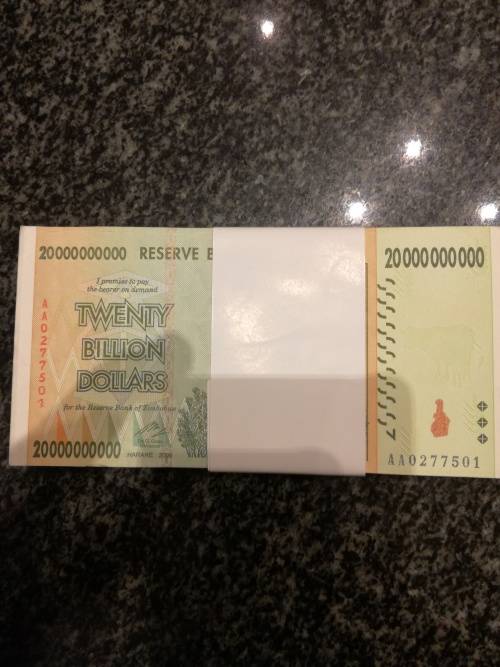 20000000000 RESERVE B
20000000000
I promise to pay
the bearer on demand
TWENTY
BILLION
DOLLARS
AA0277501
for the Reserve Bank of Zimbabwe
20000000000 HARARE
AA0277501